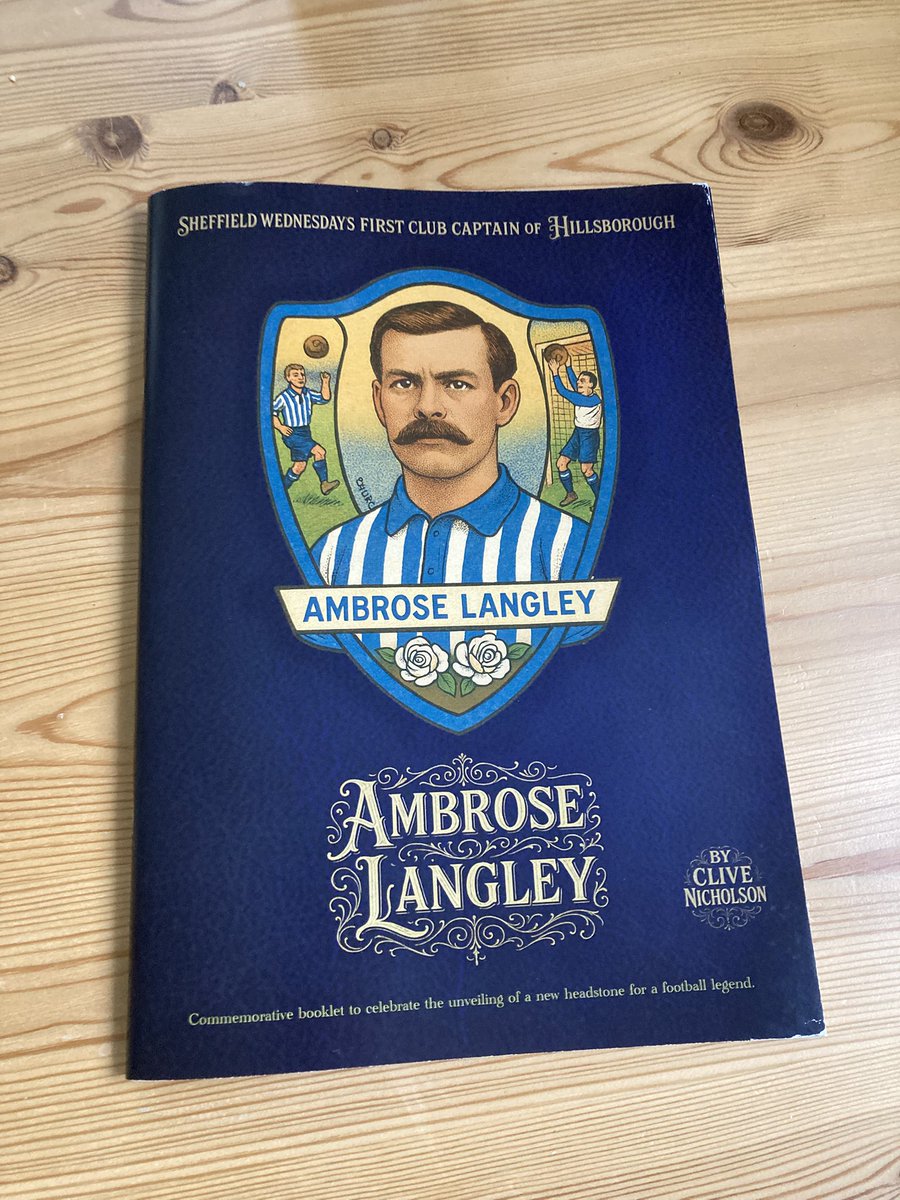 SHEFFIELD WEDNESDAYS FIRST CLUB CAPTAIN OF HILLSBOROUGH
AMBROSE LANGLEY
AMBROSE
LANGLEY
BY
CLIVE
NICHOLSON
Commemorative booklet to celebrate the unveiling of a new headstone for a football legend.